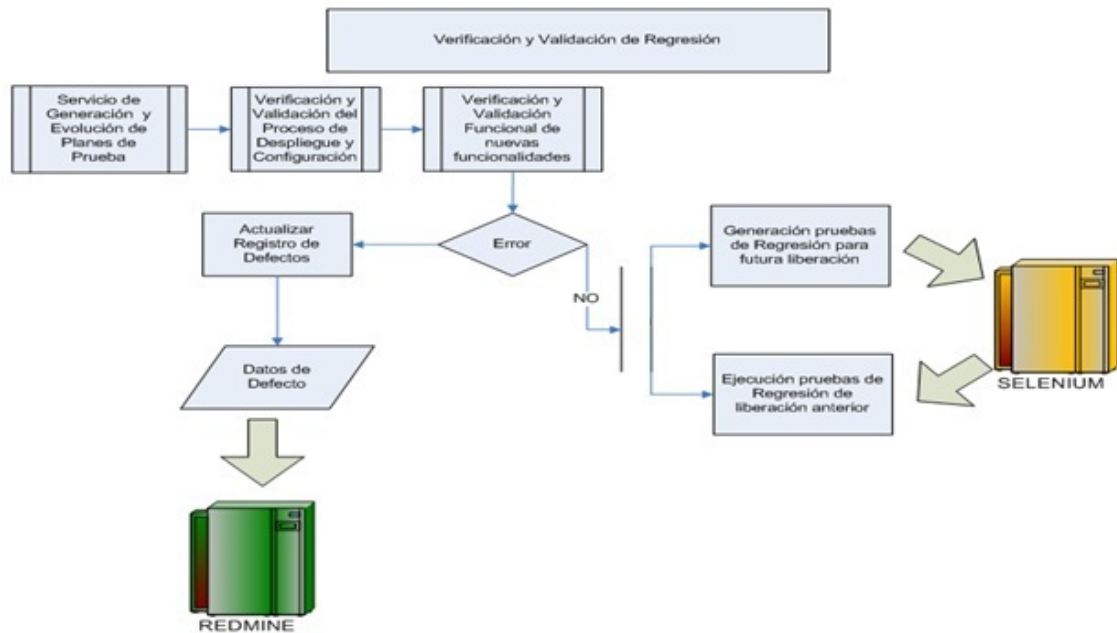 Verificación y Validación de Regresión
Servicio de
Generación y
Evolución de
Planes de
Prueba
Verificación y
Validación del
Proceso de
Despliegue y
Configuración
Verificación y
Validación
Funcional de
nuevas
funcionalidades
Actualizar
Registro de
Defectos
Error
NO
Generación pruebas
de Regresión para
futura liberación
Datos de
Defecto
Ejecución pruebas de
Regresión de
liberación anterior
SELENIUM
REDMINE